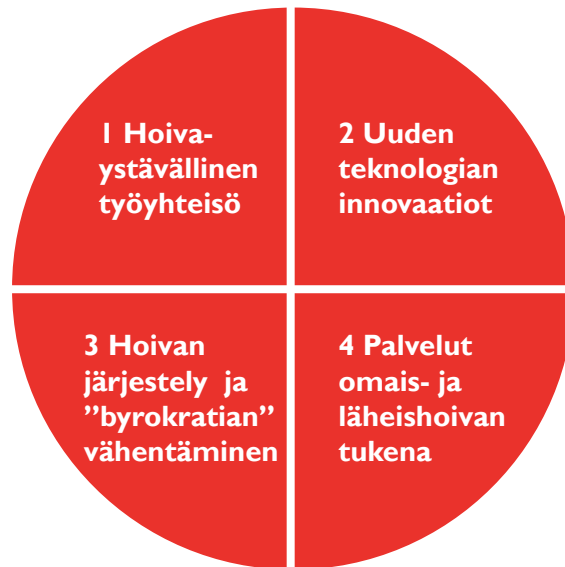 1 Hoiva-
ystävällinen
työyhteisö
2 Uuden
teknologian
innovaatiot
3 Hoivan
järjestely ja
”byrokratian”
vähentäminen
4 Palvelut
omais- ja
läheishoivan
tukena